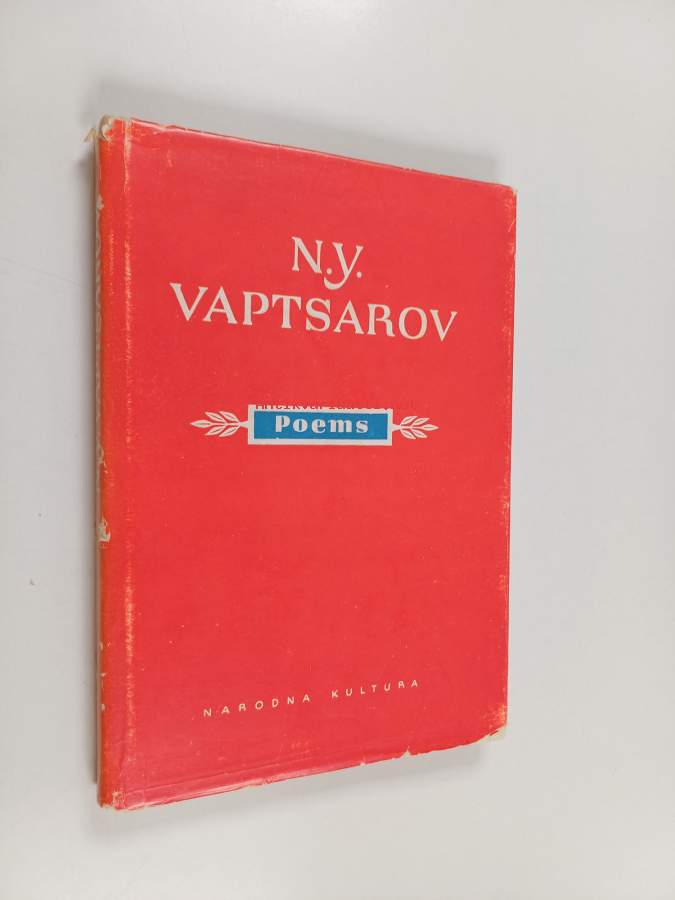 N.Y.
VAPTSAROV
Poems
NARODNA KULTURA